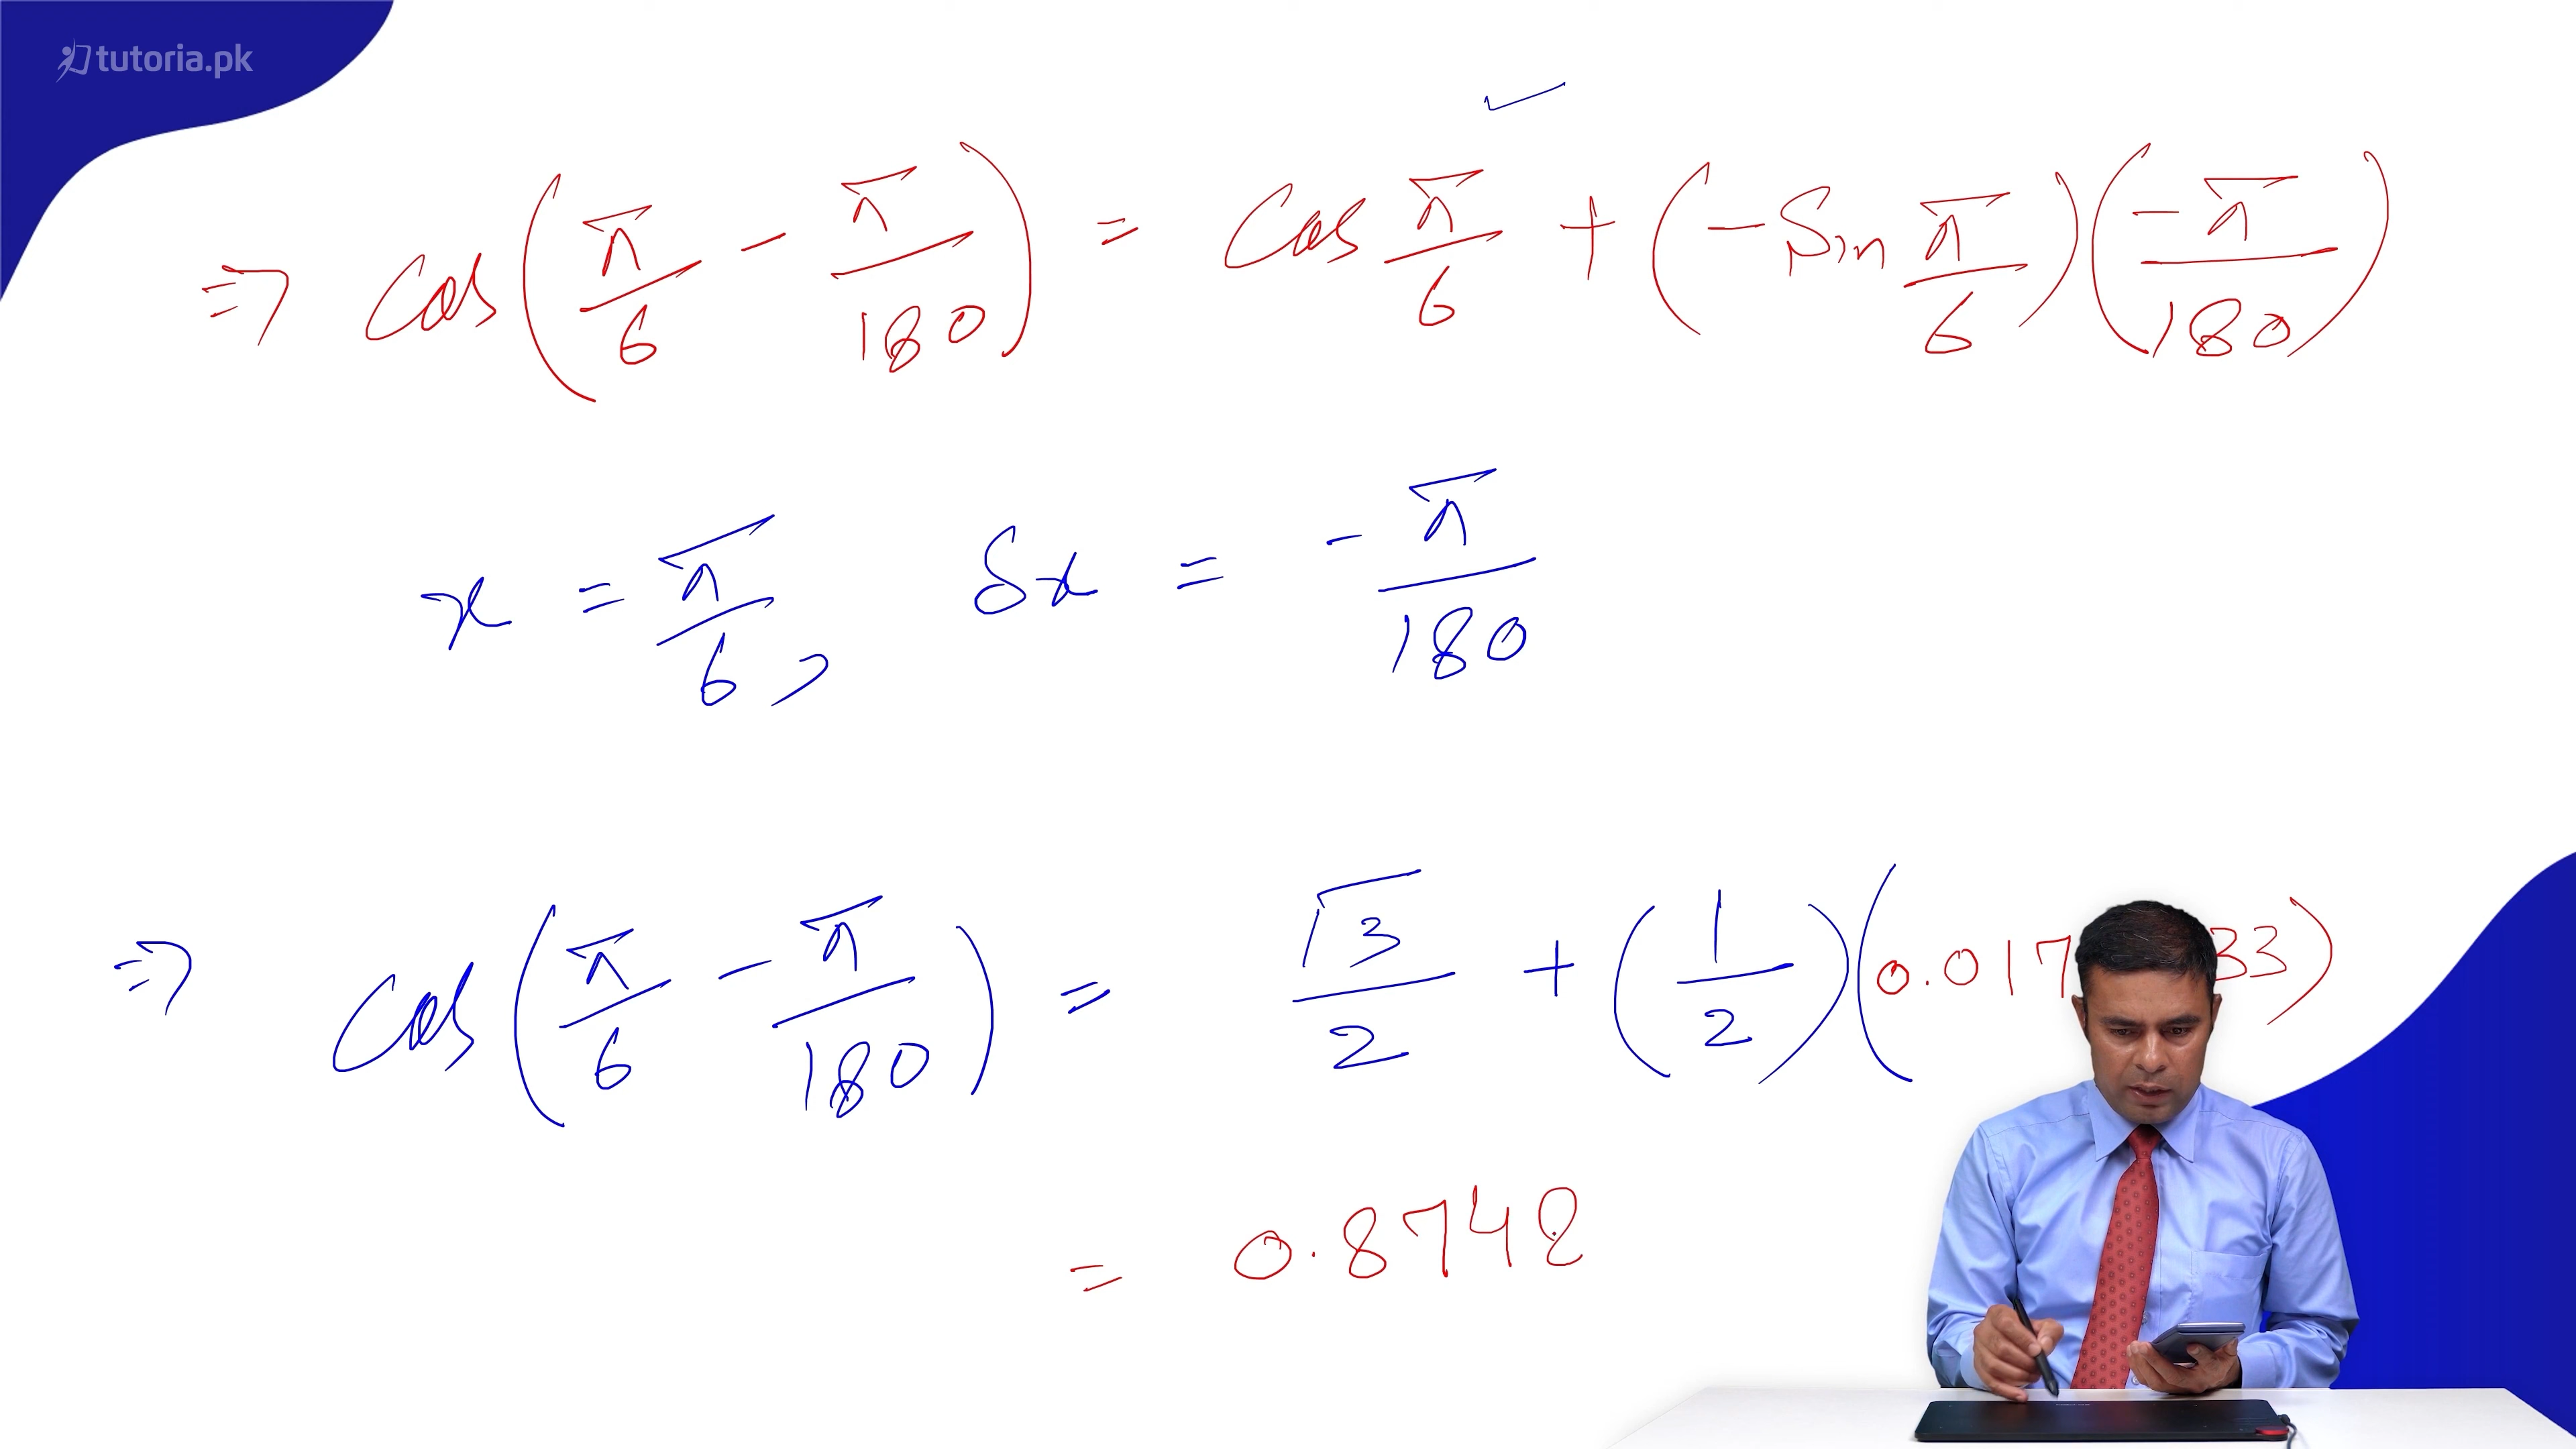 tutoria.pk
⇒ Cos(π/6 − π/180) = Cos π/6 + (−Sin π/6)(−π/180)
x = π/6, δx = −π/180
⇒ Cos(π/6 − π/180) = √3/2 + (1/2)(0.017 33)
= 0.8748